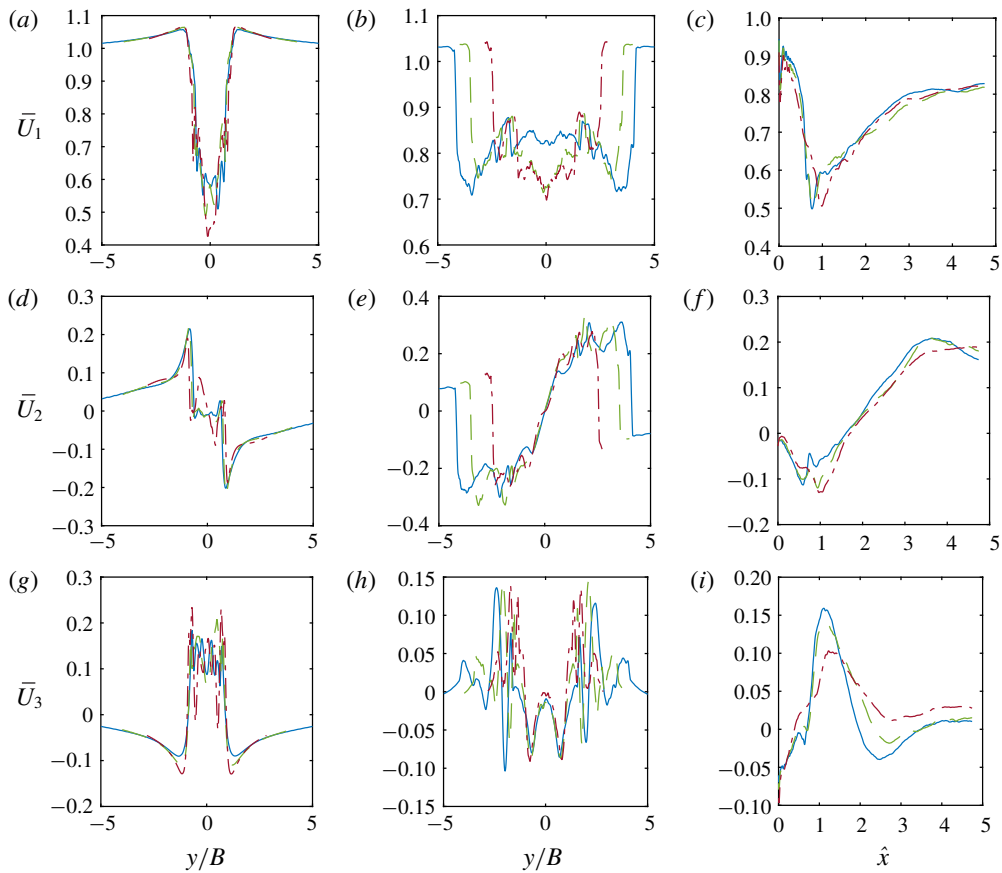 (a) (b) (c)
1.1 1.1 1.0
1.0 1.0 0.9
0.9 0.8
0.8 0.9 0.7
Ū1 0.7 0.8 0.6
0.6 0.5
0.5 0.7 0.4
0.4 0.6 0.3
−5 0 5 −5 0 5 0 1 2 3 4 5
(d) (e) (f)
0.3 0.4 0.3
0.2 0.2
0.1 0.2
Ū2 0 0 0.1
−0.1 0
−0.2 −0.2 −0.1
−0.3 −0.4 −0.2
−5 0 5 −5 0 5 0 1 2 3 4 5
(g) (h) (i)
0.3 0.15 0.20
0.2 0.10 0.15
0.1 0.05 0.10
Ū3 0 0 0.05
−0.05 0
−0.1 −0.10 −0.05
−0.2 −0.15 −0.10
−5 0 5 −5 0 5 0 1 2 3 4 5
y/B y/B x̂